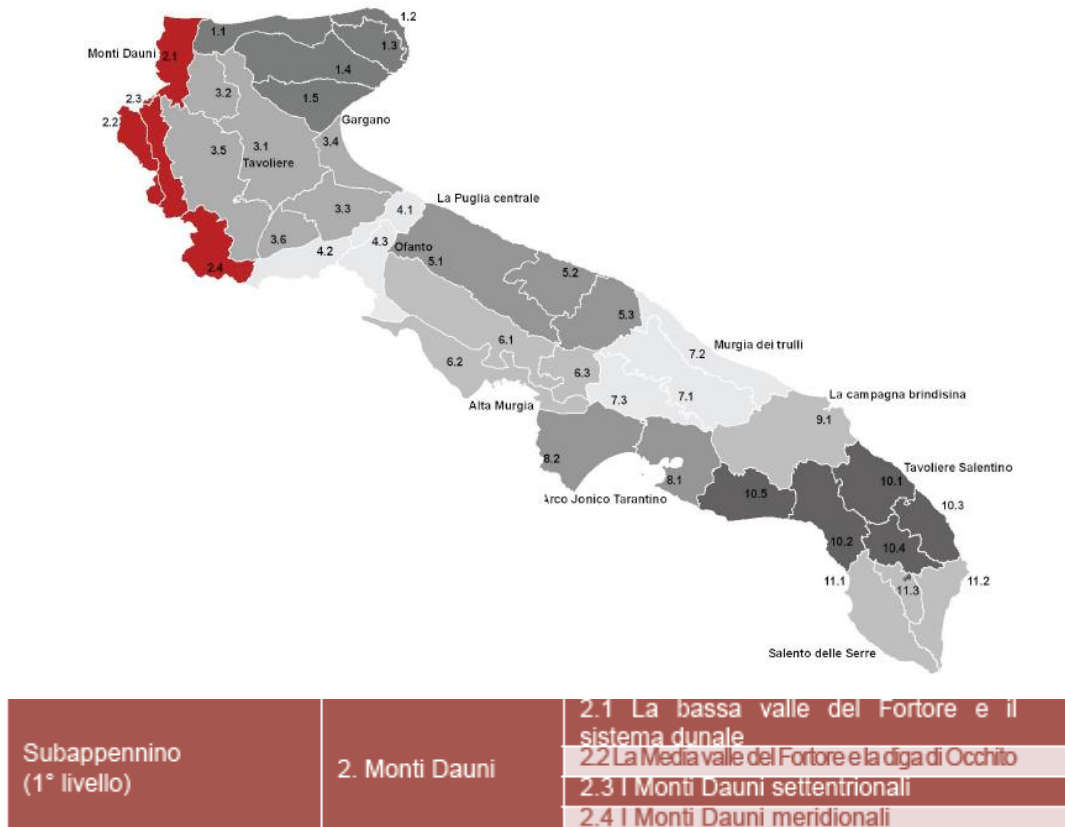 1.2
1.1
1.3
Monti Dauni
2.1
1.4
3.2
2.3
1.5
2.2
Gargano
3.4
3.5
3.1
Tavoliere
La Puglia centrale
3.3
4.1
3.6
4.3
4.2
Ofanto
5.1
5.2
2.4
5.3
6.1
Murgia dei trulli
7.2
6.2
6.3
7.3
7.1
La campagna brindisina
Alta Murgia
9.1
8.2
Tavoliere Salentino
8.1
10.1
10.5
Arco Jonico Tarantino
10.3
10.2
10.4
11.1
11.2
11.3
Salento delle Serre
Subappennino
(1° livello)
2. Monti Dauni
2.1 La bassa valle del Fortore e il
sistema dunale
2.2 La Media valle del Fortore e la diga di Occhito
2.3 I Monti Dauni settentrionali
2.4 I Monti Dauni meridionali